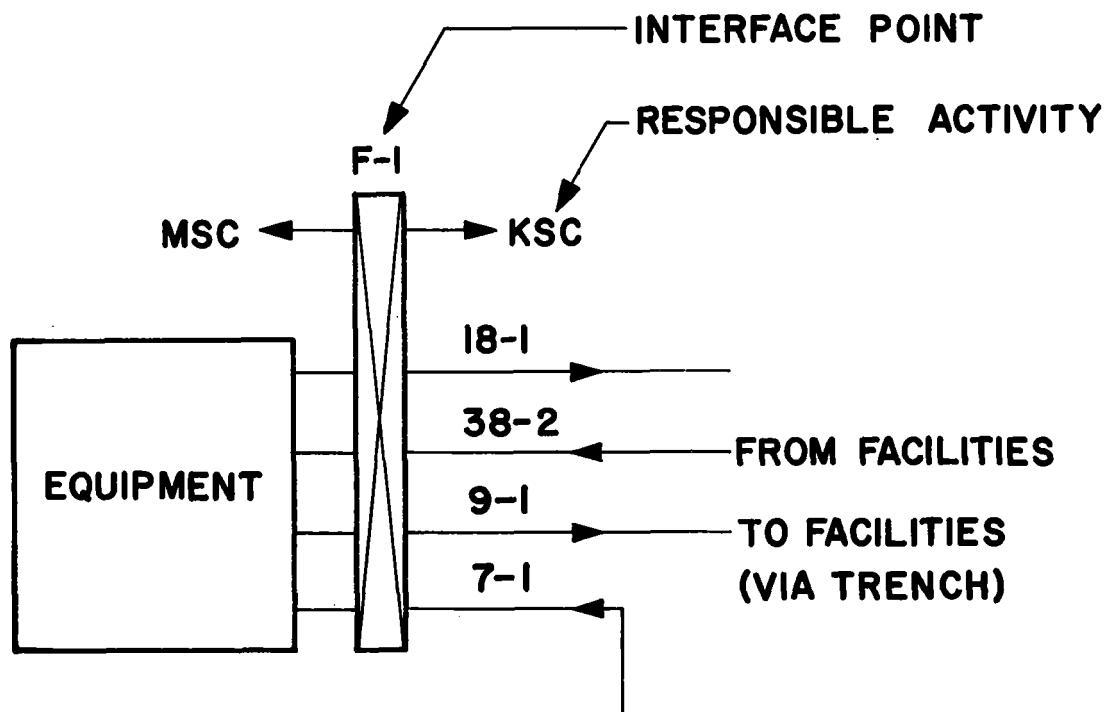 INTERFACE POINT
RESPONSIBLE ACTIVITY
F-1
MSC
KSC
18-1
38-2
FROM FACILITIES
EQUIPMENT
9-1
TO FACILITIES
(VIA TRENCH)
7-1